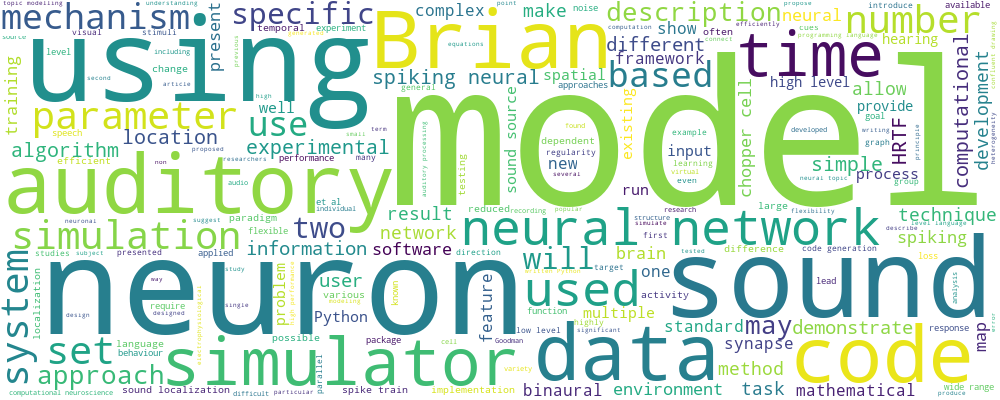 topic modelling
understanding
mechanism
specific
complex
make
noise
description
point
propose
introduce
available
source
level
visual
stimuli
temporal
experiment
present
using
Brian
show
often
different
framework
neural
cues
computation
efficiently
connect
programming language
number
hearing
training
including
change
second
article
previous
high
equations
spiking neural
spatial
approaches
based
time
high level
allow
provide
goal
computational
development
heterogeneity
parameter
well
general
model
existing
location
use
speech
algorithm
experimental
efficient
proposed
small
term
researchers
performance
many
non
audio
auditory processing
testing
sound source
found
dependent
regularity
new
several
example
input
learning
virtual
even
chopper cell
developed
writing
graph
simple
process
HRTF
group
principle
neural topic
auditory
run
neuronal
suggest
paradigm
flexible
et al
individual
result
reduced
recording
popular
network
simulation
two
neural network
structure
simulate
first
research
large
flexibility
technique
describe
level language
studies
subject
presented
applied
information
software
direction
will
target
brain
tested
difference
code generation
spiking
system
localization
way
study
neuron
used
sound
one
lead
loss
analysis
various
modeling
known
problem
user
feature
function
multiple
activity
require
design
designed
single
electrophysiological
high performance
Python
highly
significant
low level
standard
may
demonstrate
response
map
set
language
behaviour
possible
package
cell
Goodman
variety
simulator
data
synapse
method
code
approach
difficult
particular
parallel
computational neuroscience
sound localization
spike train
implementation
binaural
environment
task
mathematical
wide range
produce